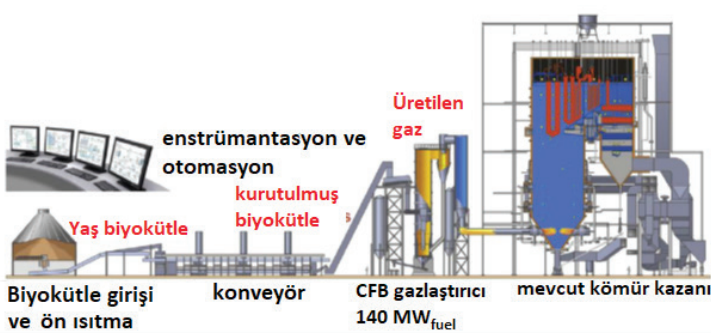 Üretilen
gaz
enstrümantasyon ve
otomasyon
kurutulmuş
biyokütle
Yaş biyokütle
Biyokütle girişi
ve ön ısıtma
konveyör
CFB gazlaştırıcı
140 MWfuel
mevcut kömür kazanı